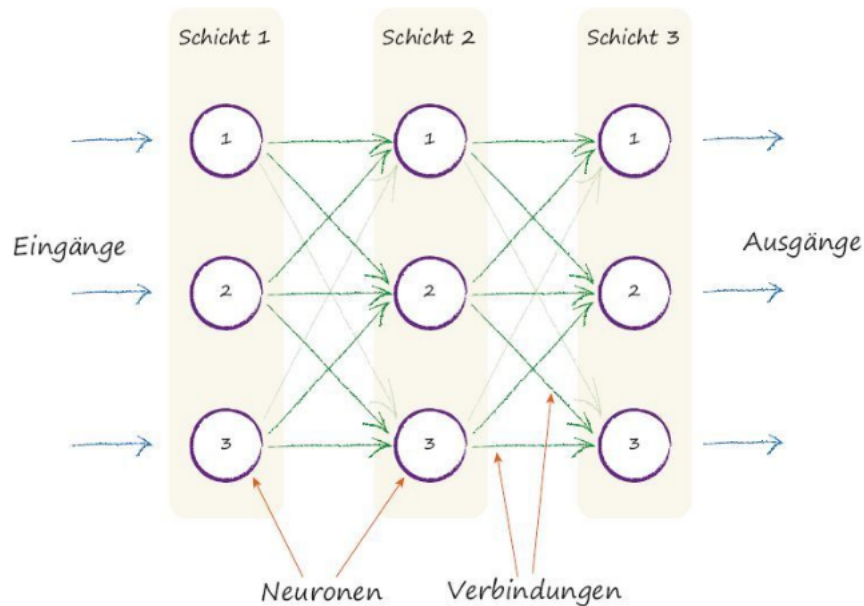 Schicht 1
Schicht 2
Schicht 3
1
1
1
Eingänge
Ausgänge
2
2
2
3
3
3
Neuronen
Verbindungen